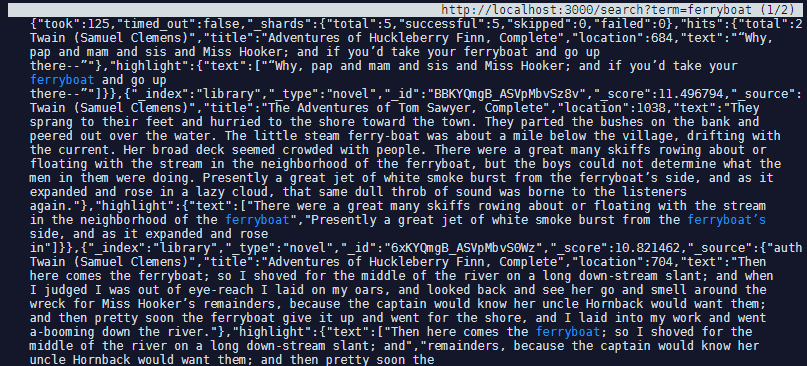 http://localhost:3000/search?term=ferryboat (1/2)
{"took":125,"timed_out":false,"_shards":{"total":5,"successful":5,"skipped":0,"failed":0},"hits":{"total":2
Twain (Samuel Clemens)","title":"Adventures of Huckleberry Finn, Complete","location":684,"text":"“Why,
pap and mam and sis and Miss Hooker; and if you’d take your ferryboat and go up
there--”"},"highlight":{"text":["“Why, pap and mam and sis and Miss Hooker; and if you’d take your
ferryboat and go up
there--”"]}},{"_index":"library","_type":"novel","_id":"BBKYQmgB_ASVpMbvSz8v","_score":11.496794,"_source":
Twain (Samuel Clemens)","title":"The Adventures of Tom Sawyer, Complete","location":1038,"text":"They
sprang to their feet and hurried to the shore toward the town. They parted the bushes on the bank and
peered out over the water. The little steam ferry-boat was about a mile below the village, drifting with
the current. Her broad deck seemed crowded with people. There were a great many skiffs rowing about or
floating with the stream in the neighborhood of the ferryboat, but the boys could not determine what the
men in them were doing. Presently a great jet of white smoke burst from the ferryboat’s side, and as it
expanded and rose in a lazy cloud, that same dull throb of sound was borne to the listeners
again."},"highlight":{"text":["There were a great many skiffs rowing about or floating with the stream
in the neighborhood of the ferryboat","Presently a great jet of white smoke burst from the ferryboat’s
side, and as it expanded and rose
in"]}},{"_index":"library","_type":"novel","_id":"6xKYQmgB_ASVpMbvS0Wz","_score":10.821462,"_source":{"auth
Twain (Samuel Clemens)","title":"Adventures of Huckleberry Finn, Complete","location":704,"text":"Then
here comes the ferryboat; so I shoved for the middle of the river on a long down-stream slant; and when
I judged I was out of eye-reach I laid on my oars, and looked back and see her go and smell around the
wreck for Miss Hooker’s remainders, because the captain would know her uncle Hornback would want them;
and then pretty soon the ferryboat give it up and went for the shore, and I laid into my work and went
a-booming down the river."},"highlight":{"text":["Then here comes the ferryboat; so I shoved for the
middle of the river on a long down-stream slant; and","remainders, because the captain would know her
uncle Hornback would want them; and then pretty soon the